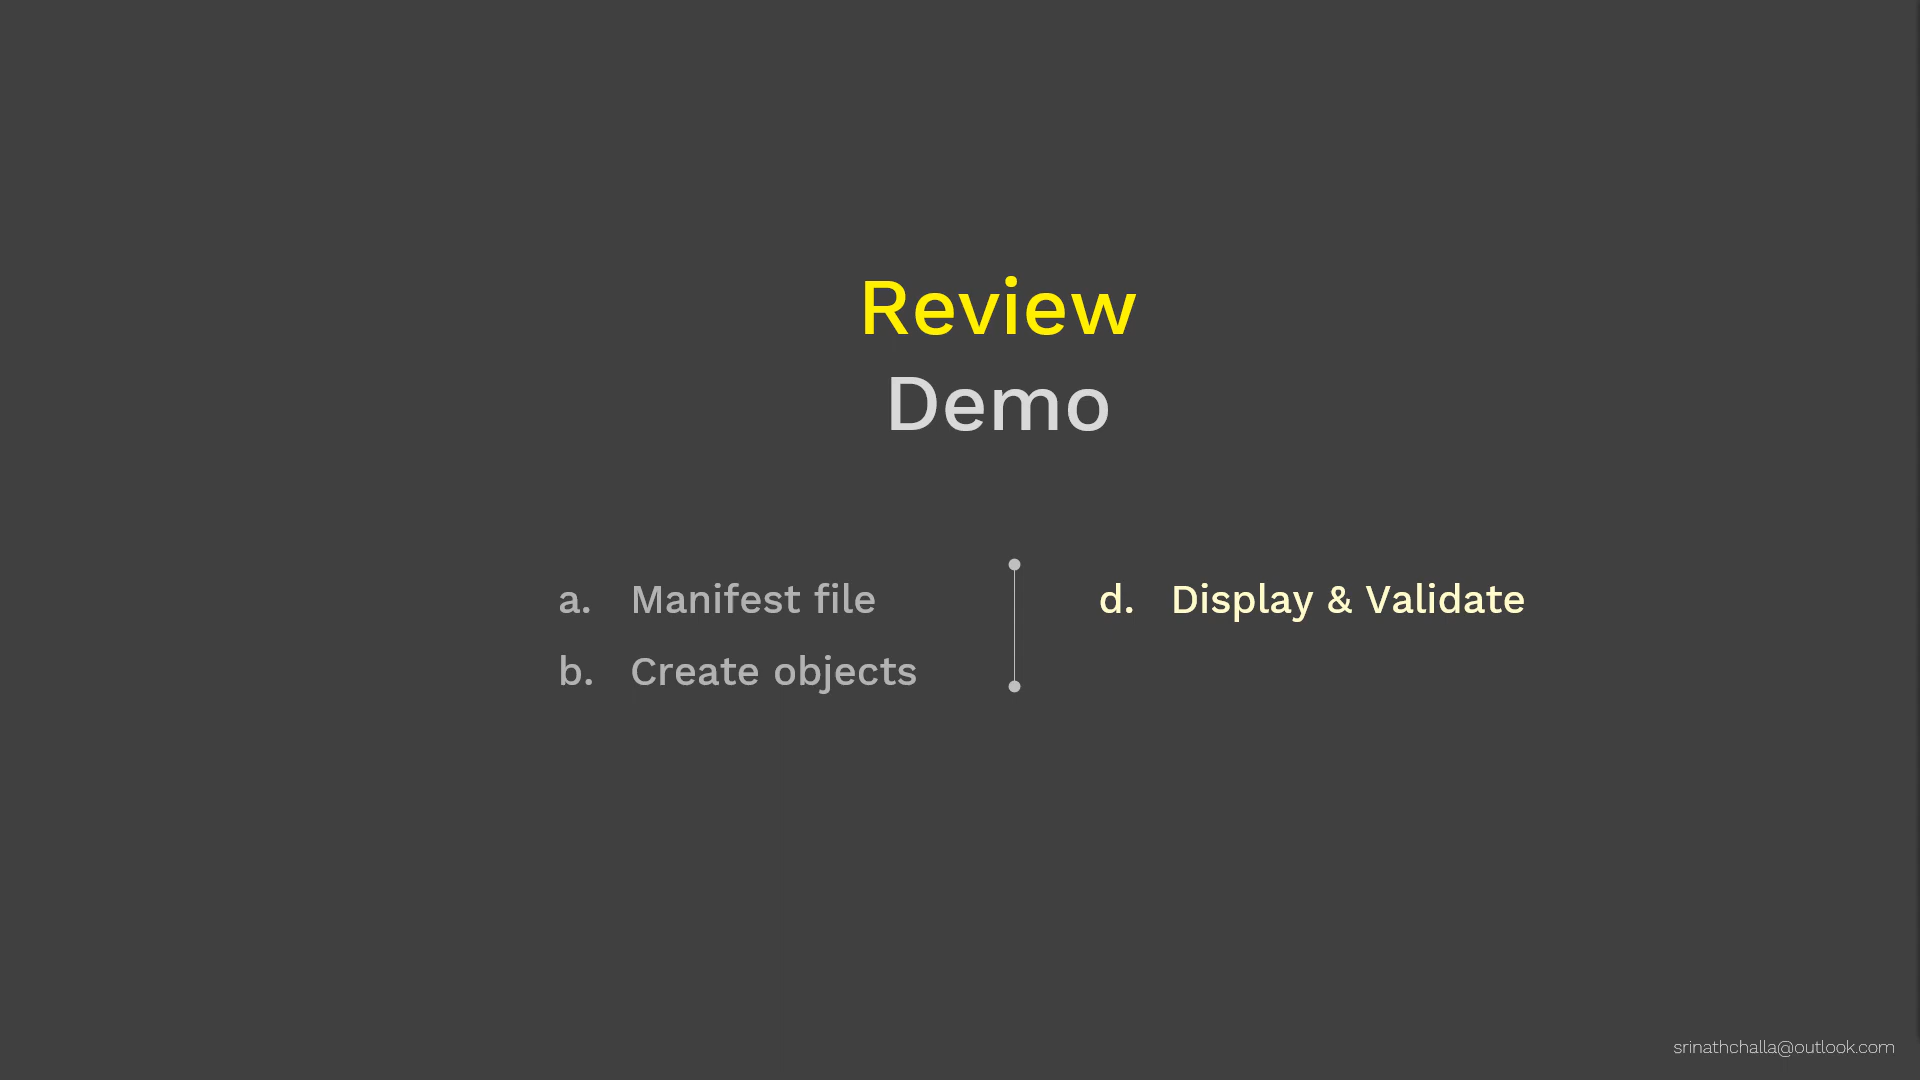 Review
Demo
a. Manifest file
b. Create objects
d. Display & Validate
srinathchalla@outlook.com